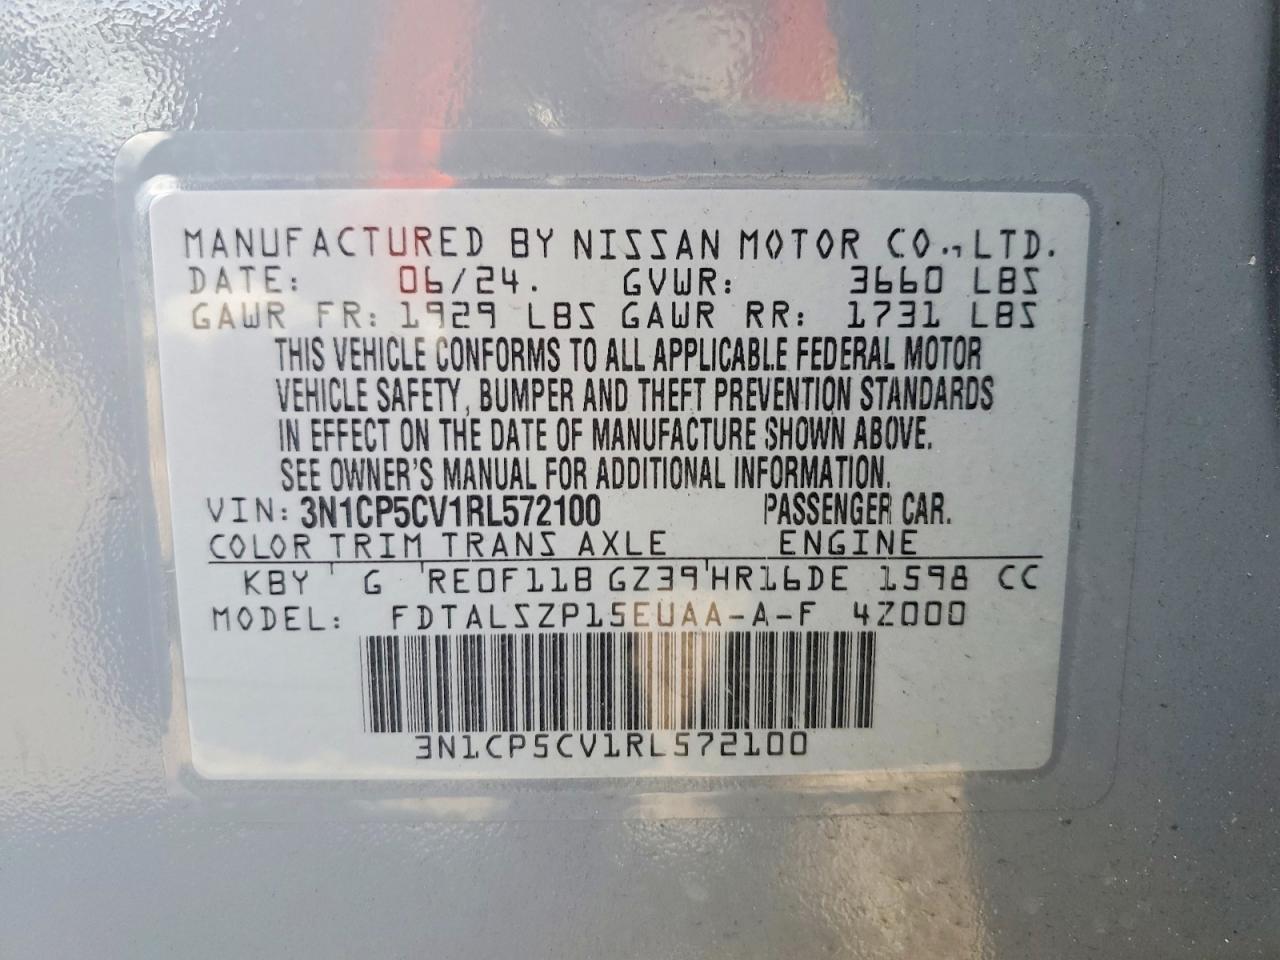 MANUFACTURED BY NISSAN MOTOR CO., LTD.
DATE: 06/24. GVWR: 3660 LBS
GAWR FR: 1929 LBS GAWR RR: 1731 LBS
THIS VEHICLE CONFORMS TO ALL APPLICABLE FEDERAL MOTOR
VEHICLE SAFETY, BUMPER AND THEFT PREVENTION STANDARDS
IN EFFECT ON THE DATE OF MANUFACTURE SHOWN ABOVE.
SEE OWNER'S MANUAL FOR ADDITIONAL INFORMATION.
VIN: 3N1CP5CV1RL572100 PASSENGER CAR.
COLOR TRIM TRANS AXLE ENGINE
KBY G RE0F11B GZ39 HR16DE 1598 CC
MODEL: FDTALSZP15EUAA-A-F 4Z000
3N1CP5CV1RL572100